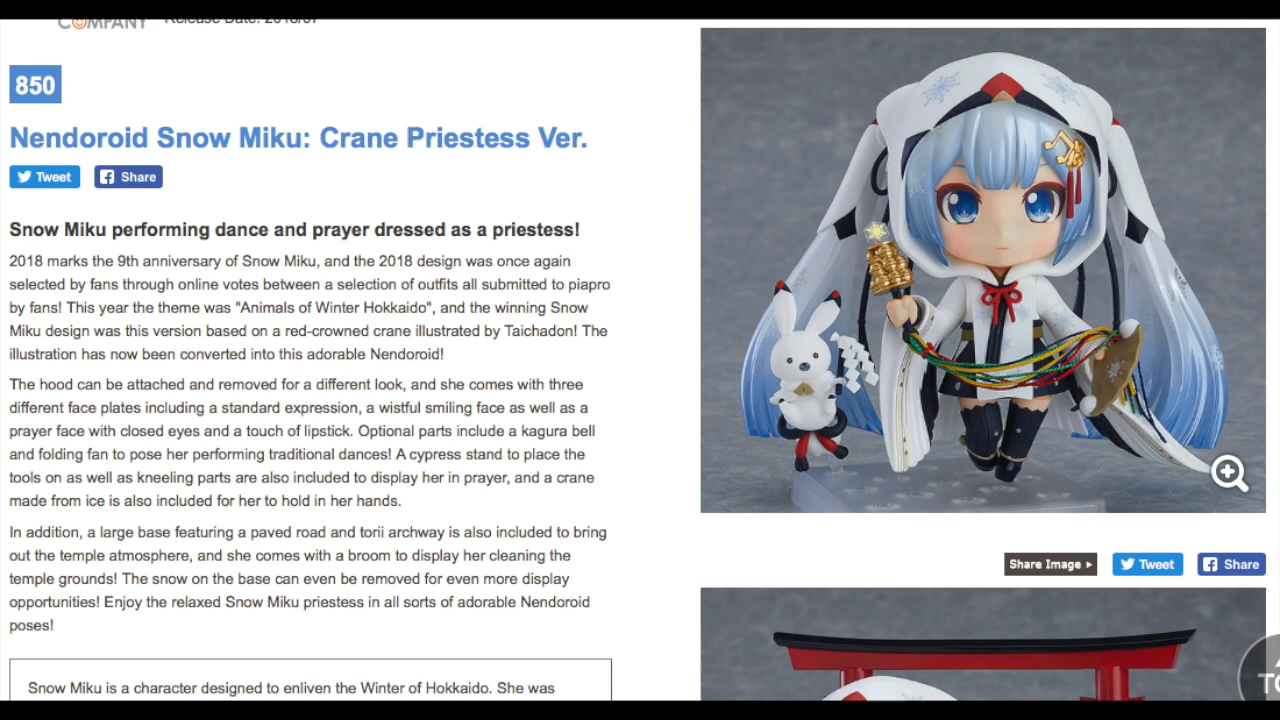 COMPANY
Release Date: 2018/07
850
Nendoroid Snow Miku: Crane Priestess Ver.
Tweet
Share
Snow Miku performing dance and prayer dressed as a priestess!
2018 marks the 9th anniversary of Snow Miku, and the 2018 design was once again
selected by fans through online votes between a selection of outfits all submitted to piapro
by fans! This year the theme was "Animals of Winter Hokkaido", and the winning Snow
Miku design was this version based on a red-crowned crane illustrated by Taichadon! The
illustration has now been converted into this adorable Nendoroid!
The hood can be attached and removed for a different look, and she comes with three
different face plates including a standard expression, a wistful smiling face as well as a
prayer face with closed eyes and a touch of lipstick. Optional parts include a kagura bell
and folding fan to pose her performing traditional dances! A cypress stand to place the
tools on as well as kneeling parts are also included to display her in prayer, and a crane
made from ice is also included for her to hold in her hands.
In addition, a large base featuring a paved road and torii archway is also included to bring
out the temple atmosphere, and she comes with a broom to display her cleaning the
temple grounds! The snow on the base can even be removed for even more display
opportunities! Enjoy the relaxed Snow Miku priestess in all sorts of adorable Nendoroid
poses!
Snow Miku is a character designed to enliven the Winter of Hokkaido. She was
Share Image
Tweet
Share